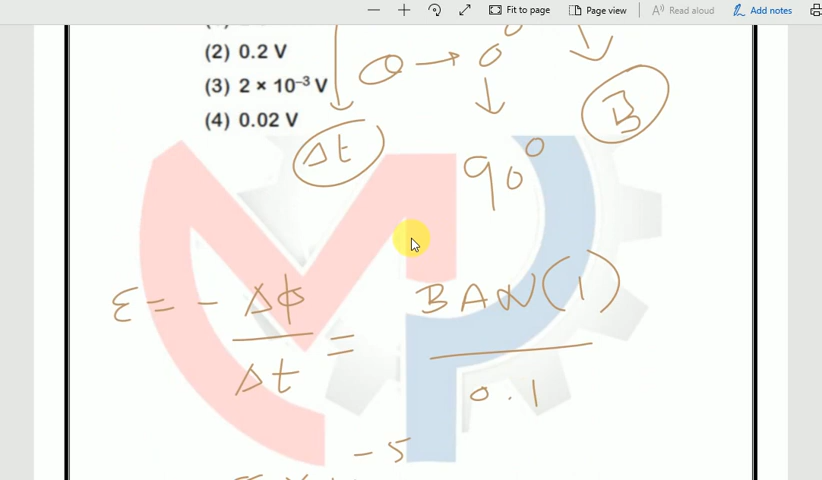 Fit to page Page view Read aloud Add notes
(2) 0.2 V
θ → 0°
(3) 2 × 10⁻³ V
B
(4) 0.02 V
Δt
90°
ε = - Δϕ / Δt = BAN(1) / 0.1
-5